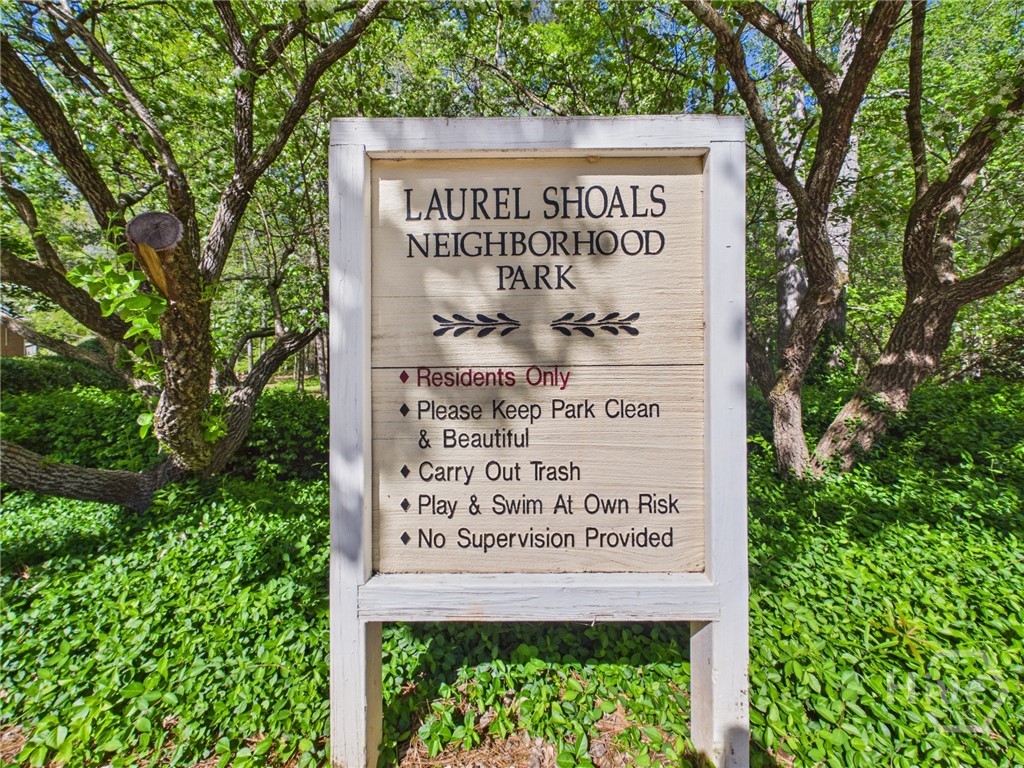 LAUREL SHOALS
NEIGHBORHOOD
PARK
♦ Residents Only
♦ Please Keep Park Clean
& Beautiful
♦ Carry Out Trash
♦ Play & Swim At Own Risk
♦ No Supervision Provided